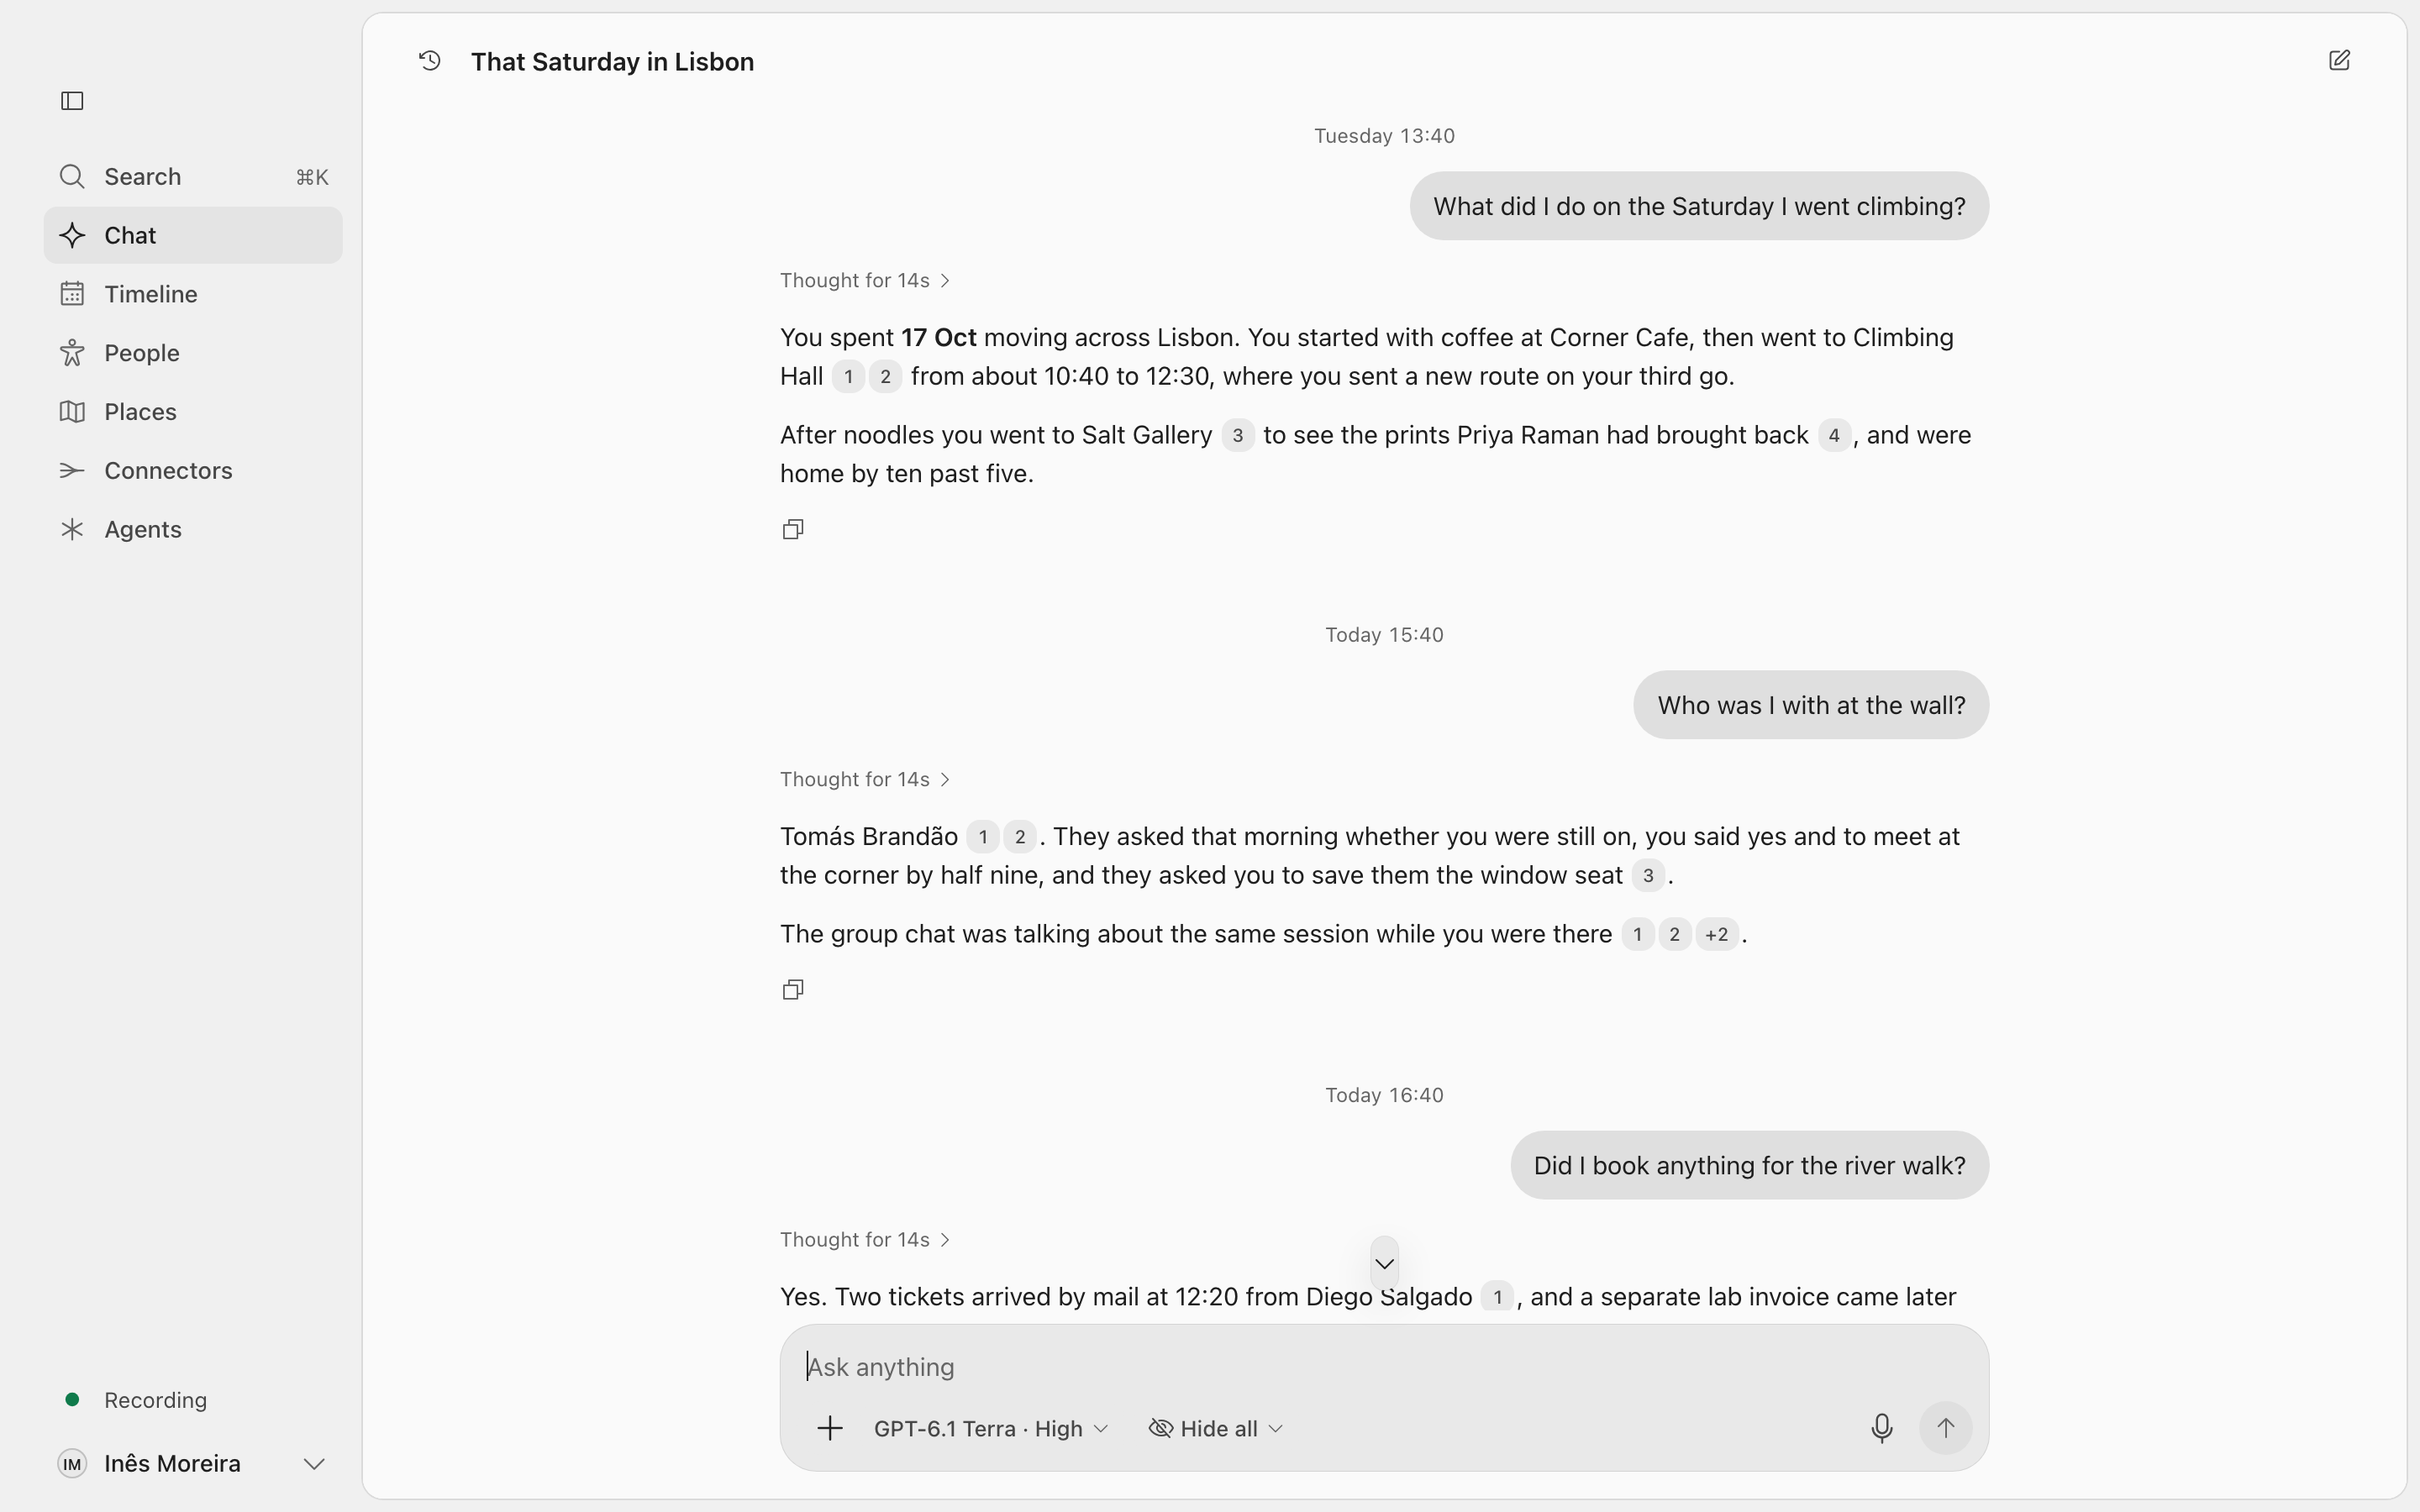 Search ⌘K
Chat
Timeline
People
Places
Connectors
Agents
Recording
IM Inês Moreira
That Saturday in Lisbon
Tuesday 13:40
What did I do on the Saturday I went climbing?
Thought for 14s
You spent 17 Oct moving across Lisbon. You started with coffee at Corner Cafe, then went to Climbing
Hall 1 2 from about 10:40 to 12:30, where you sent a new route on your third go.
After noodles you went to Salt Gallery 3 to see the prints Priya Raman had brought back 4 , and were
home by ten past five.
Today 15:40
Who was I with at the wall?
Thought for 14s
Tomás Brandão 1 2 . They asked that morning whether you were still on, you said yes and to meet at
the corner by half nine, and they asked you to save them the window seat 3 .
The group chat was talking about the same session while you were there 1 2 +2 .
Today 16:40
Did I book anything for the river walk?
Thought for 14s
Yes. Two tickets arrived by mail at 12:20 from Diego Salgado 1 , and a separate lab invoice came later
Ask anything
GPT-6.1 Terra · High Hide all